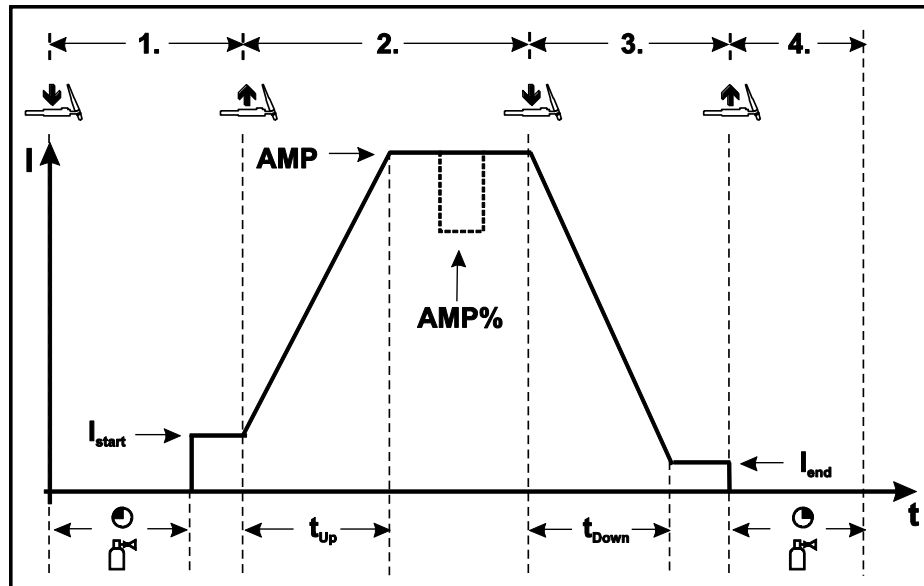 1. 2. 3. 4.
I
AMP
AMP%
Istart
Iend
t
tUp
tDown